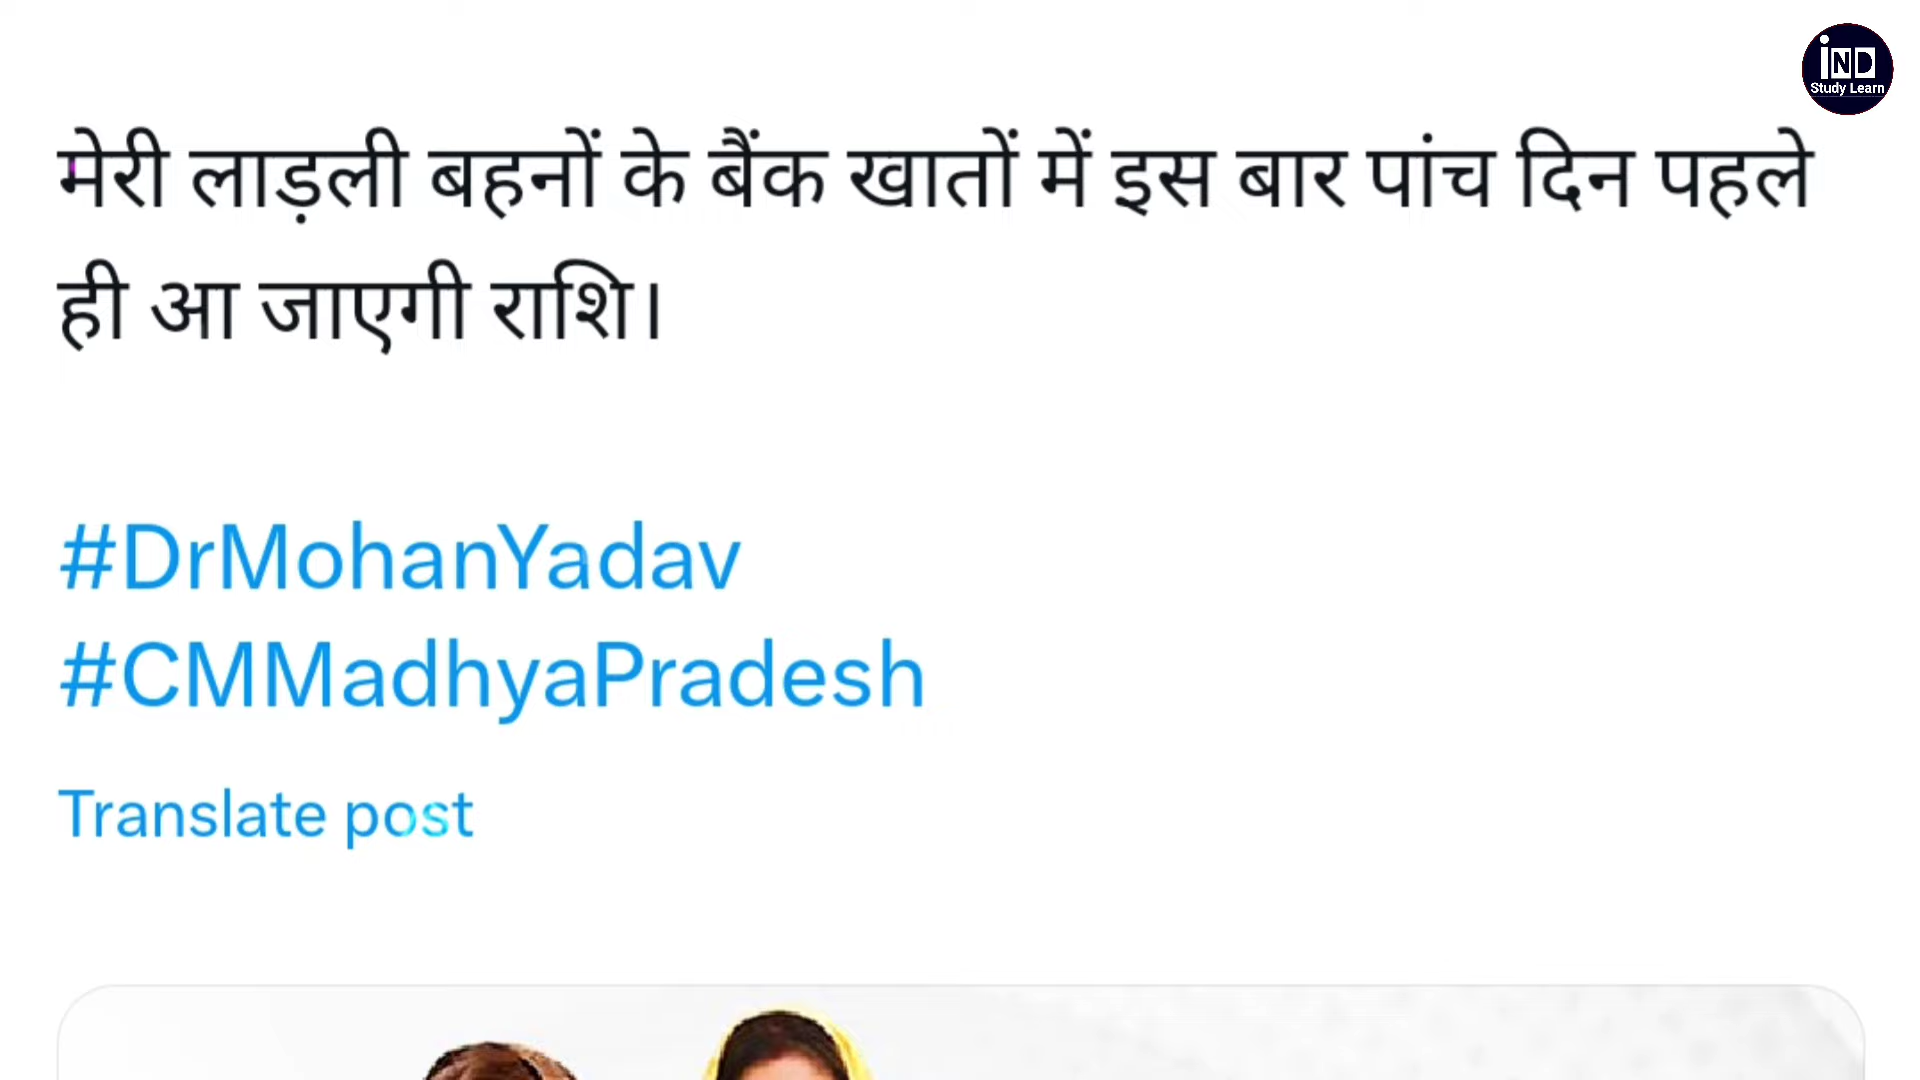 iND
Study Learn
मेरी लाड़ली बहनों के बैंक खातों में इस बार पांच दिन पहले
ही आ जाएगी राशि।
#DrMohanYadav
#CMMadhyaPradesh
Translate post